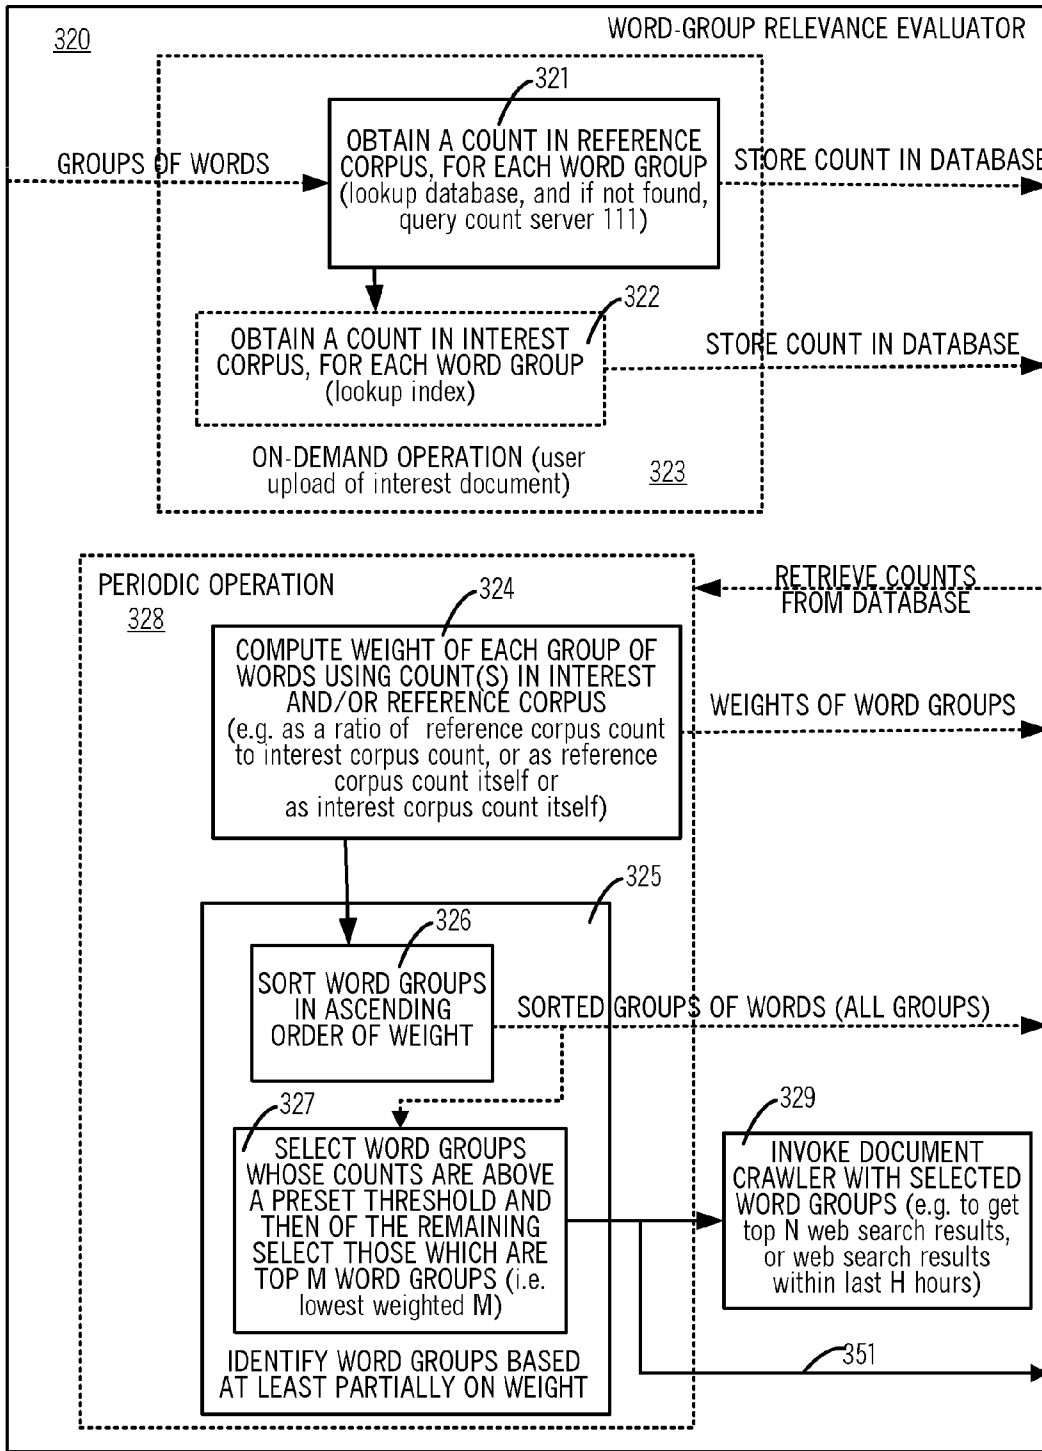 320
WORD-GROUP RELEVANCE EVALUATOR
321
OBTAIN A COUNT IN REFERENCE
CORPUS, FOR EACH WORD GROUP
(lookup database, and if not found,
query count server 111)
GROUPS OF WORDS
STORE COUNT IN DATABASE
322
OBTAIN A COUNT IN INTEREST
CORPUS, FOR EACH WORD GROUP
(lookup index)
STORE COUNT IN DATABASE
ON-DEMAND OPERATION (user
upload of interest document)
323
PERIODIC OPERATION
328
324
RETRIEVE COUNTS
FROM DATABASE
COMPUTE WEIGHT OF EACH GROUP OF
WORDS USING COUNT(S) IN INTEREST
AND/OR REFERENCE CORPUS
(e.g. as a ratio of reference corpus count
to interest corpus count, or as reference
corpus count itself or
as interest corpus count itself)
WEIGHTS OF WORD GROUPS
325
326
SORT WORD GROUPS
IN ASCENDING
ORDER OF WEIGHT
SORTED GROUPS OF WORDS (ALL GROUPS)
327
SELECT WORD GROUPS
WHOSE COUNTS ARE ABOVE
A PRESET THRESHOLD AND
THEN OF THE REMAINING
SELECT THOSE WHICH ARE
TOP M WORD GROUPS (i.e.
lowest weighted M)
329
INVOKE DOCUMENT
CRAWLER WITH SELECTED
WORD GROUPS (e.g. to get
top N web search results,
or web search results
within last H hours)
IDENTIFY WORD GROUPS BASED
AT LEAST PARTIALLY ON WEIGHT
351